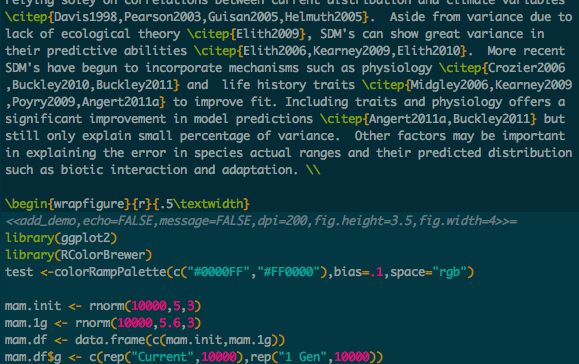 relying soley on correlations between current distribution and climate variables
\citep{Davis1998,Pearson2003,Guisan2005,Helmuth2005}.  Aside from variance due to
lack of ecological theory \citep{Elith2009}, SDM's can show great variance in
their predictive abilities \citep{Elith2006,Kearney2009,Elith2010}.  More recent
SDM's have begun to incorporate mechanisms such as physiology \citep{Crozier2006
,Buckley2010,Buckley2011} and  life history traits \citep{Midgley2006,Kearney2009
,Poyry2009,Angert2011a} to improve fit. Including traits and physiology offers a
significant improvement in model predictions \citep{Angert2011a,Buckley2011} but
still only explain small percentage of variance.  Other factors may be important
in explaining the error in species actual ranges and their predicted distribution
such as biotic interaction and adaptation. \\
\begin{wrapfigure}{r}{.5\textwidth}
<<add_demo,echo=FALSE,message=FALSE,dpi=200,fig.height=3.5,fig.width=4>>=
library(ggplot2)
library(RColorBrewer)
test <-colorRampPalette(c("#0000FF","#FF0000"),bias=.1,space="rgb")
mam.init <- rnorm(10000,5,3)
mam.1g <- rnorm(10000,5.6,3)
mam.df <- data.frame(c(mam.init,mam.1g))
mam.df$g <- c(rep("Current",10000),rep("1 Gen",10000))